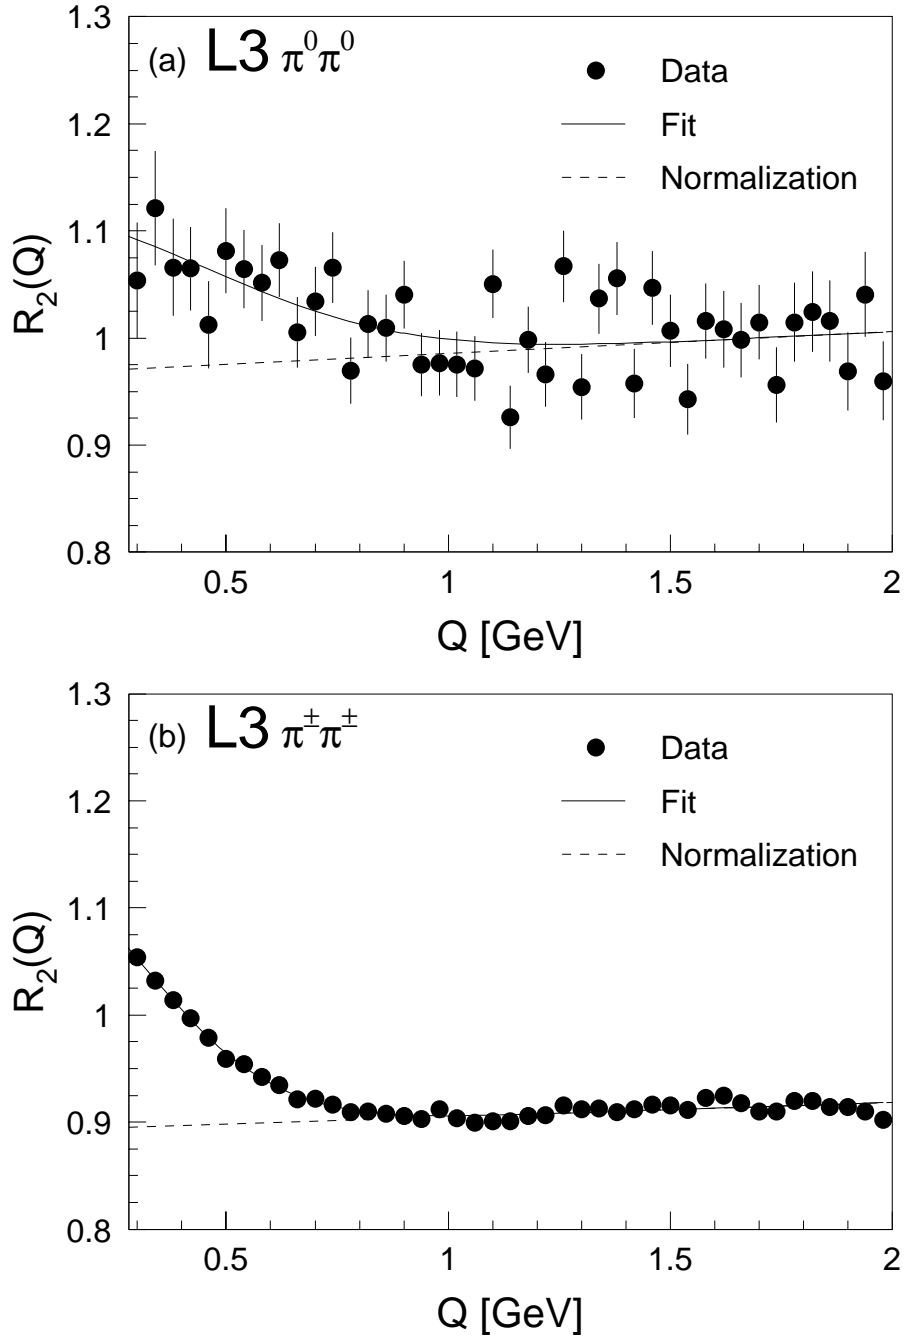 (a) L3 π⁰π⁰
Data
Fit
Normalization
R₂(Q)
1.3
1.2
1.1
1
0.9
0.8
0.5 1 1.5 2
Q [GeV]
(b) L3 π±π±
Data
Fit
Normalization
R₂(Q)
1.3
1.2
1.1
1
0.9
0.8
0.5 1 1.5 2
Q [GeV]